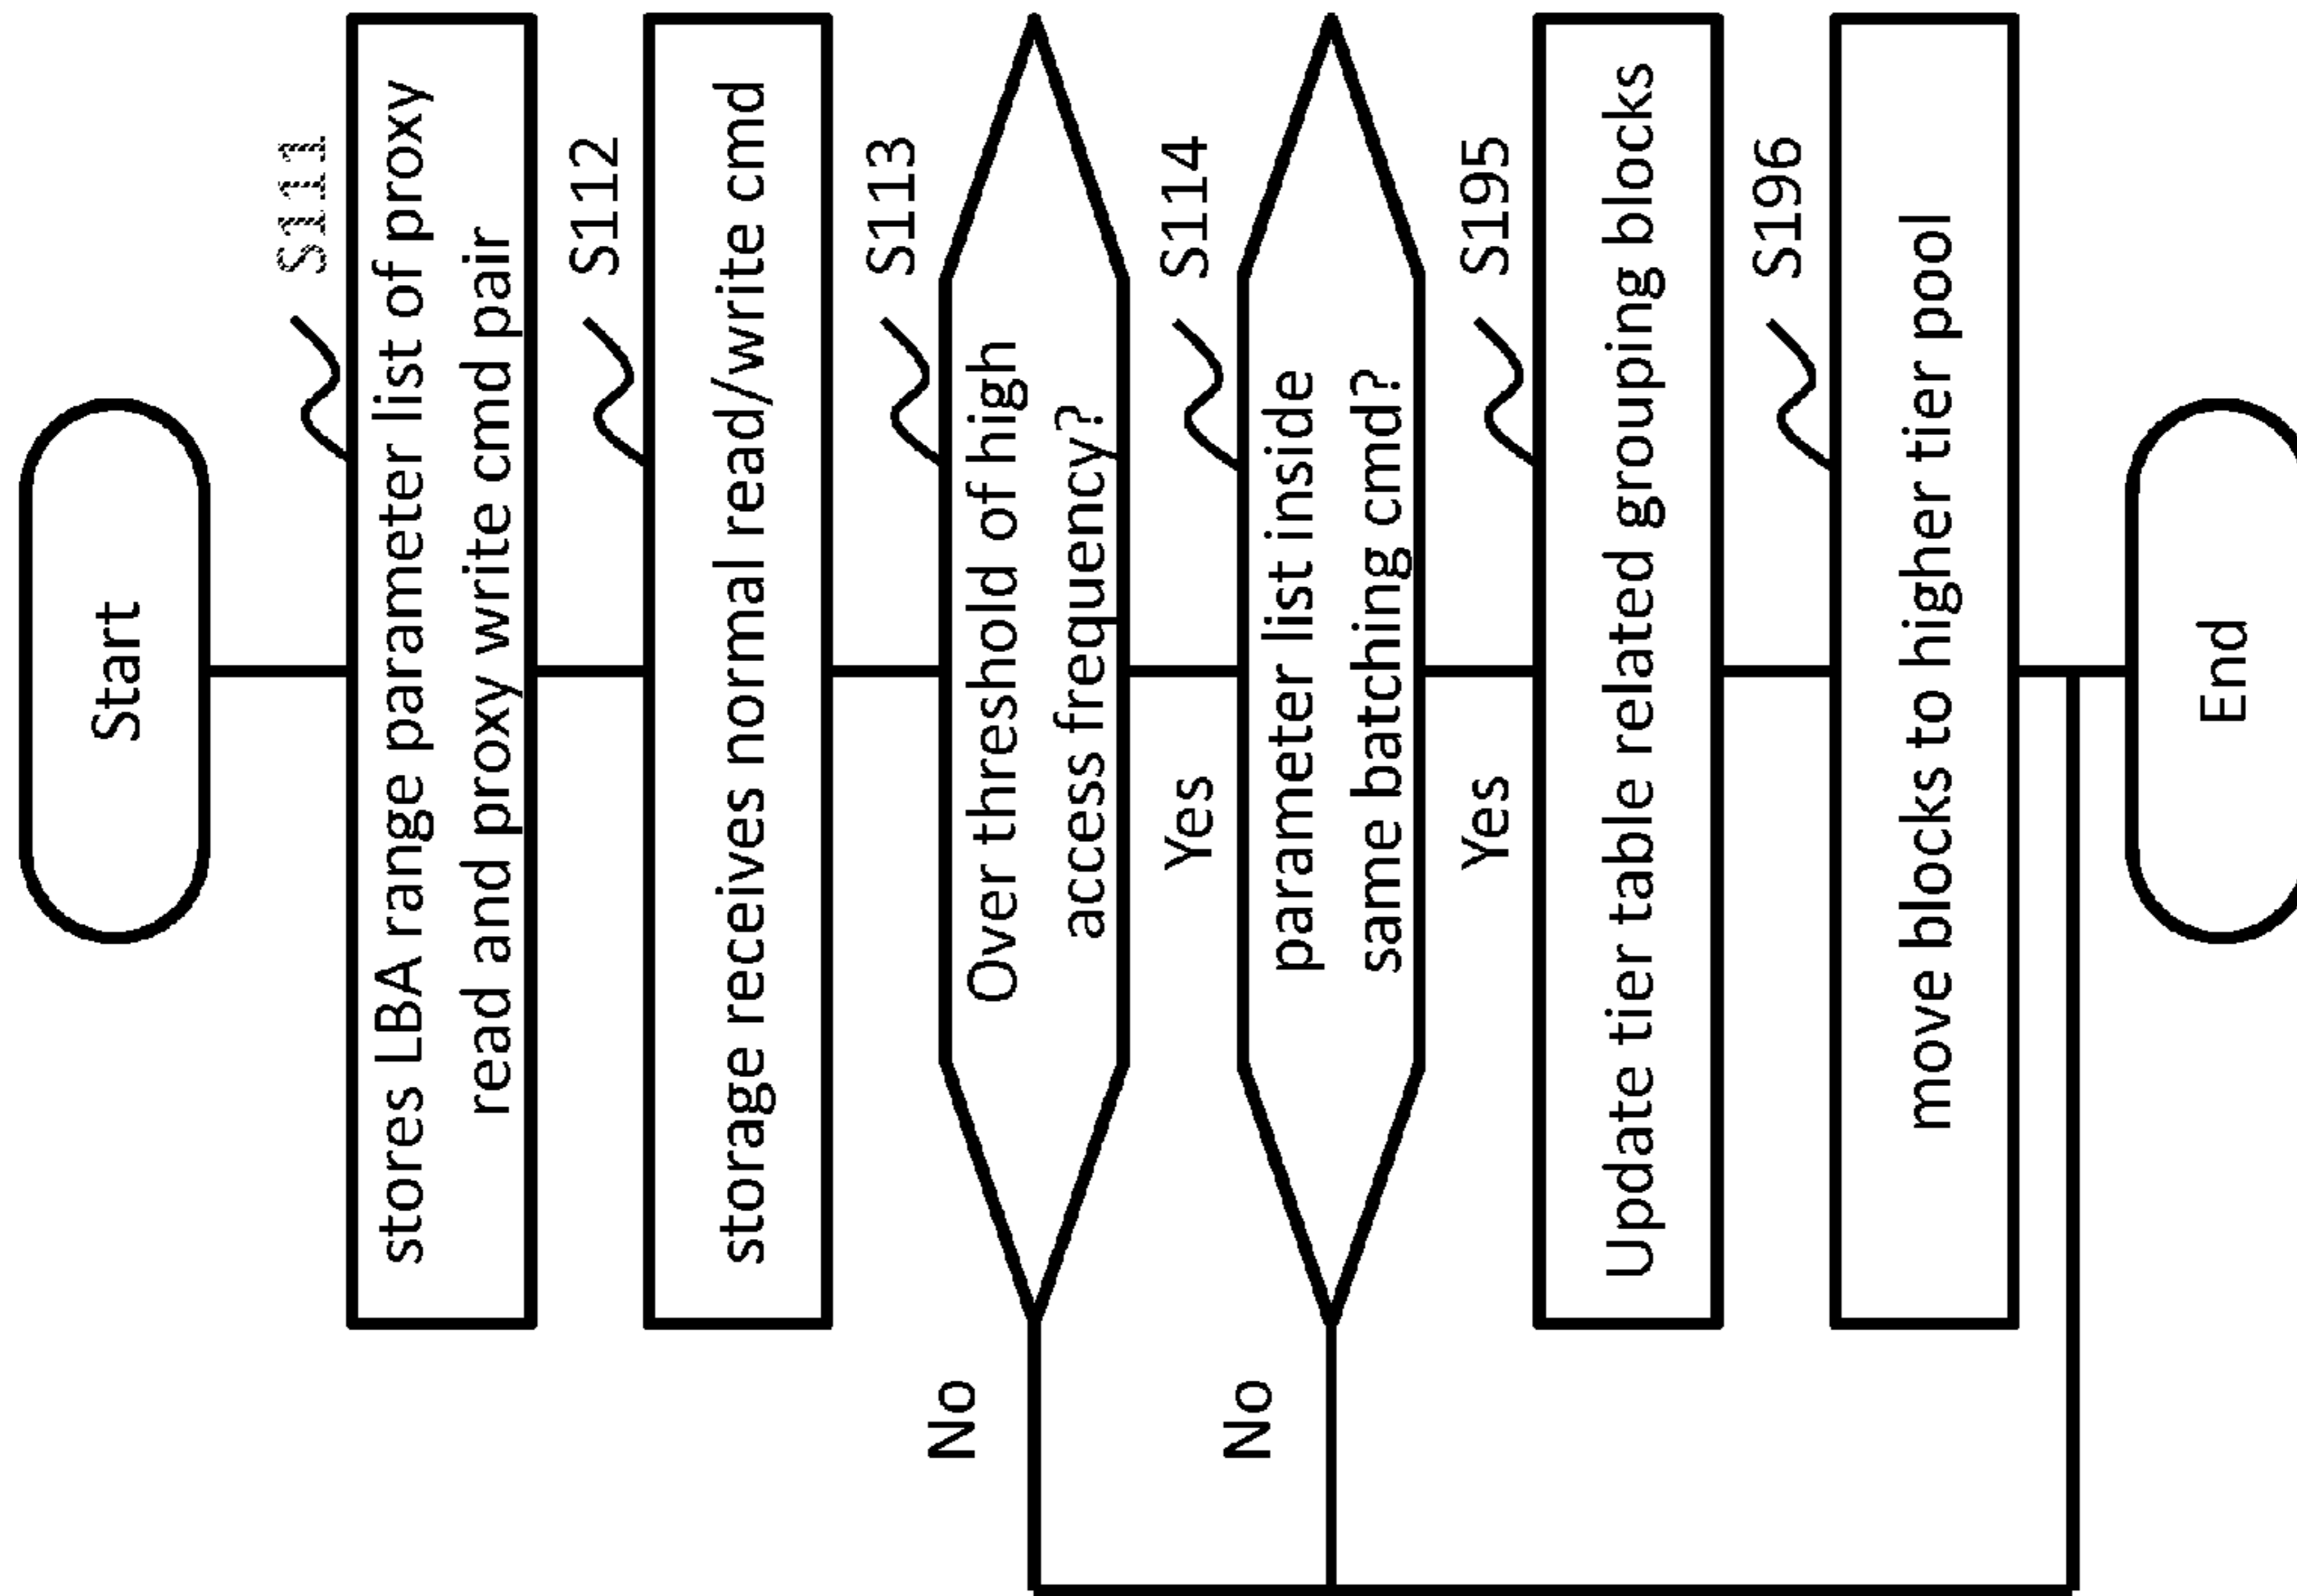 Start
S111
stores LBA range parameter list of proxy
read and proxy write cmd pair
S112
storage receives normal read/write cmd
S113
Over threshold of high
access frequency?
No
Yes
S114
parameter list inside
same batching cmd?
No
Yes
S195
Update tier table related grouping blocks
S196
move blocks to higher tier pool
End